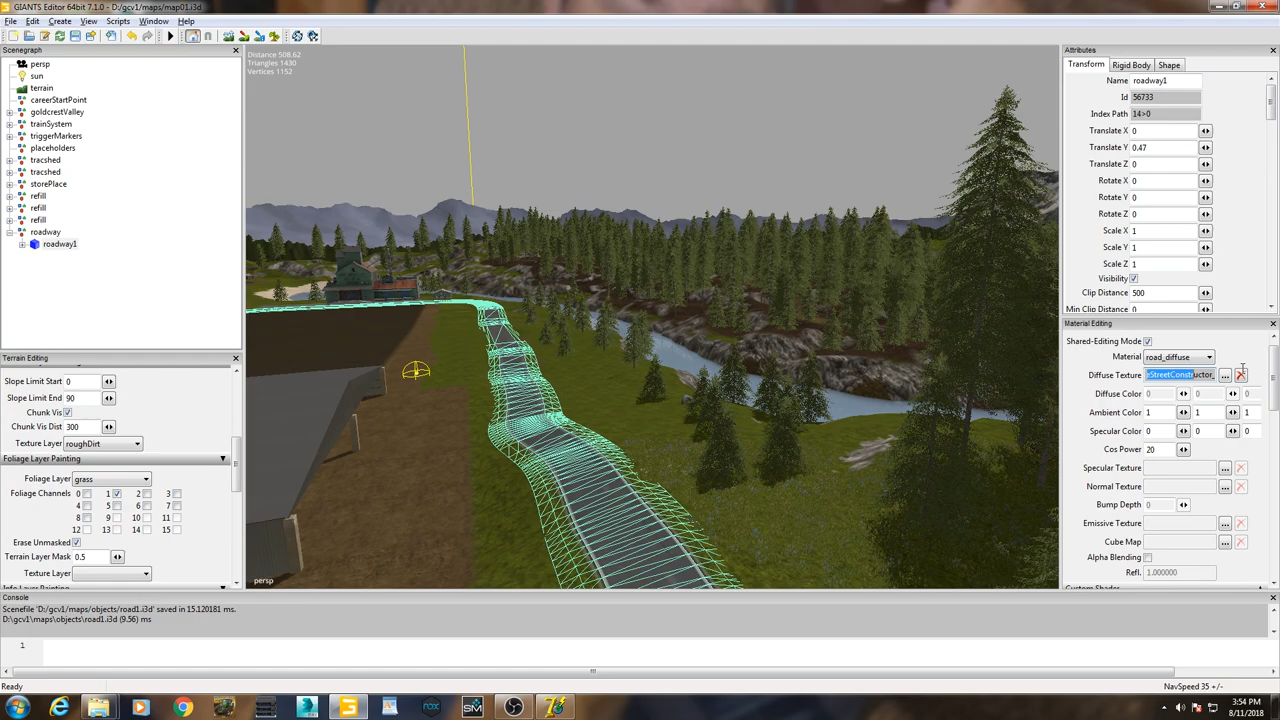 GIANTS Editor 64bit 7.1.0 - D:/gcv1/maps/map01.i3d
File Edit Create View Scripts Window Help
Scenegraph
persp
sun
terrain
careerStartPoint
goldcrestValley
trainSystem
triggerMarkers
placeholders
tracshed
tracshed
storePlace
refill
refill
refill
roadway
roadway1
Terrain Editing
Slope Limit Start 0
Slope Limit End 90
Chunk Vis
Chunk Vis Dist 300
Texture Layer roughDirt
Foliage Layer Painting
Foliage Layer grass
Foliage Channels 0 1 2 3
4 5 6 7
8 9 10 11
12 13 14 15
Erase Unmasked
Terrain Layer Mask 0.5
Texture Layer
Distance 508.62
Triangles 1430
Vertices 1152
persp
Attributes
Transform Rigid Body Shape
Name roadway1
Id 56733
Index Path 14>0
Translate X 0
Translate Y 0.47
Translate Z 0
Rotate X 0
Rotate Y 0
Rotate Z 0
Scale X 1
Scale Y 1
Scale Z 1
Visibility
Clip Distance 500
Min Clip Distance 0
Material Editing
Shared-Editing Mode
Material road_diffuse
Diffuse Texture StreetConstructor_ ...
Diffuse Color 0 0 0
Ambient Color 1 1 1
Specular Color 0 0 0
Cos Power 20
Specular Texture ...
Normal Texture ...
Bump Depth 0
Emissive Texture ...
Cube Map ...
Alpha Blending
Refl. 1.000000
Console
Scenefile 'D:/gcv1/maps/objects/road1.i3d' saved in 15.120181 ms.
D:\gcv1\maps\objects\road1.i3d (9.56) ms
1
Ready
NavSpeed 35 +/-
3:54 PM
8/11/2018